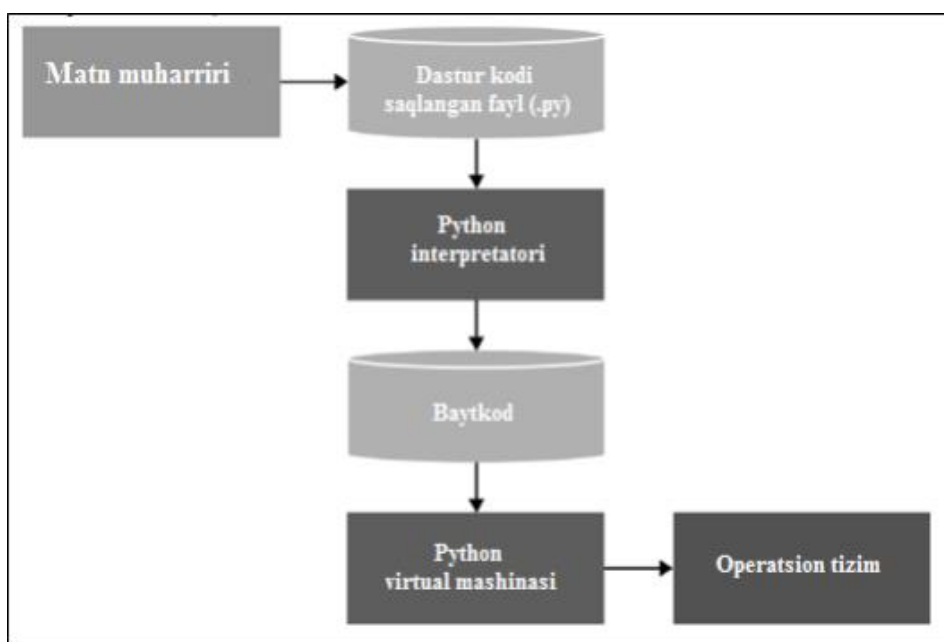 Matn muharriri
Dastur kodi
saqlangan fayl (.py)
Python
interpretatori
Baytkod
Python
virtual mashinasi
Operatsion tizim